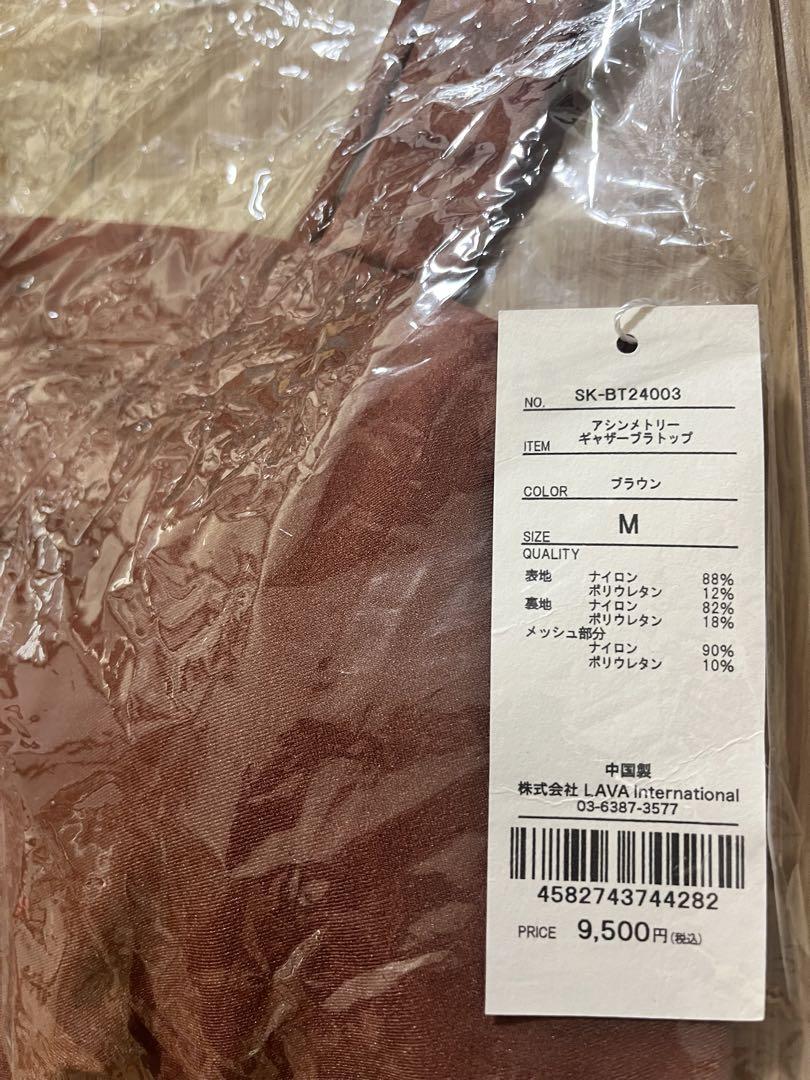 NO. SK-BT24003
アシンメトリー
ITEM ギャザーブラトップ
COLOR ブラウン
SIZE M
QUALITY
表地 ナイロン 88%
ポリウレタン 12%
裏地 ナイロン 82%
ポリウレタン 18%
メッシュ部分
ナイロン 90%
ポリウレタン 10%
中国製
株式会社 LAVA International
03-6387-3577
4582743744282
PRICE 9,500円(税込)